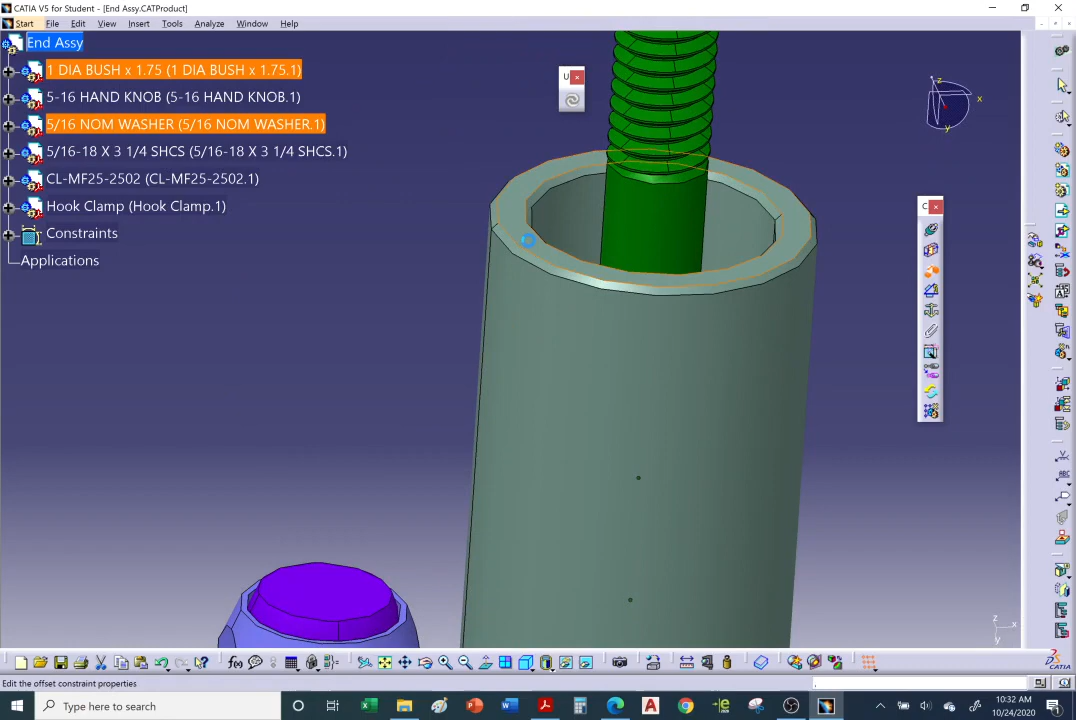 CATIA V5 for Student - [End Assy.CATProduct]
Start File Edit View Insert Tools Analyze Window Help
End Assy
1 DIA BUSH x 1.75 (1 DIA BUSH x 1.75.1)
5-16 HAND KNOB (5-16 HAND KNOB.1)
5/16 NOM WASHER (5/16 NOM WASHER.1)
5/16-18 X 3 1/4 SHCS (5/16-18 X 3 1/4 SHCS.1)
CL-MF25-2502 (CL-MF25-2502.1)
Hook Clamp (Hook Clamp.1)
Constraints
Applications
U
C
z
x
y
z
x
y
f(x)
CATIA
Edit the offset constraint properties
Type here to search
10:32 AM
10/24/2020